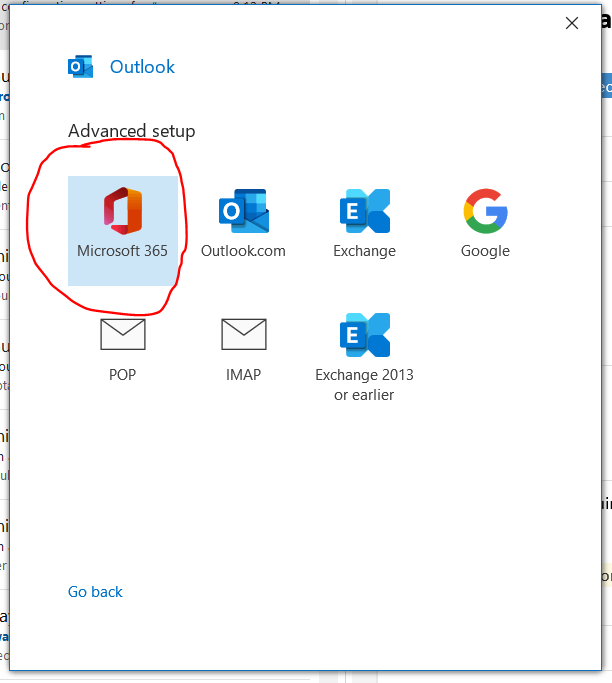 Outlook
Advanced setup
Microsoft 365
Outlook.com
Exchange
Google
POP
IMAP
Exchange 2013
or earlier
Go back